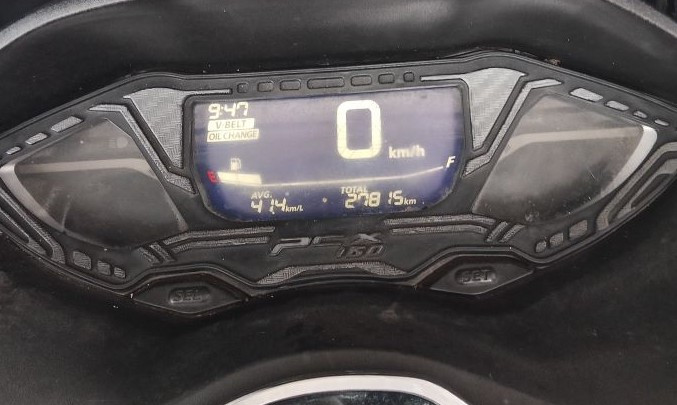 9:47
V BELT
OIL CHANGE
0 km/h
F
AVG.
41.4 km/L
TOTAL
27815 km
PCX
160
SEL
SET